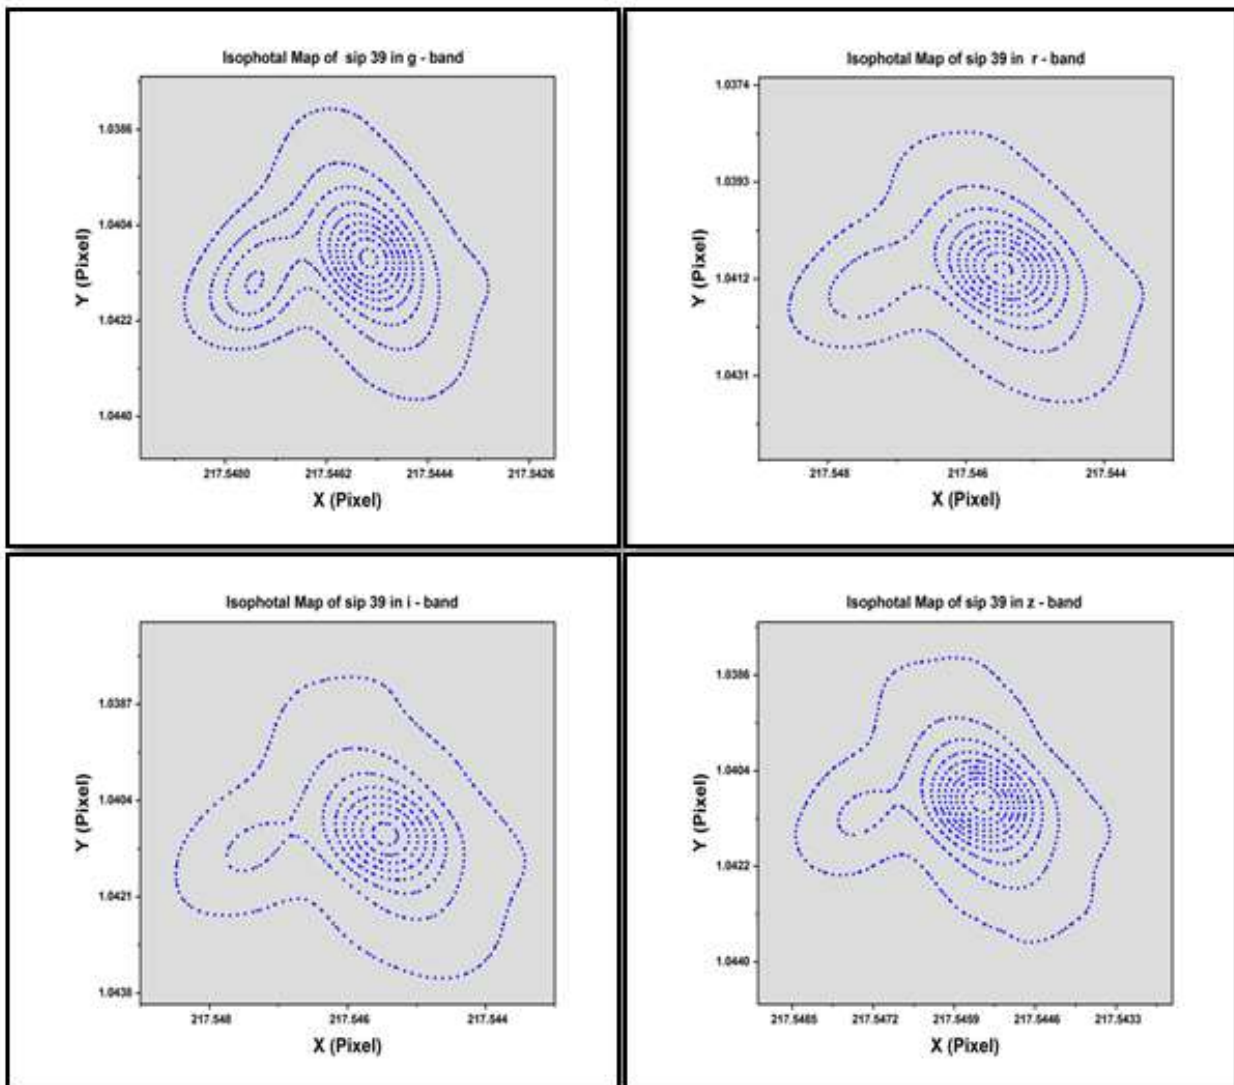 Isophotal Map of sip 39 in g - band
1.0386
1.0404
1.0422
1.0440
Y (Pixel)
217.5480 217.5462 217.5444 217.5426
X (Pixel)
Isophotal Map of sip 39 in r - band
1.0374
1.0393
1.0412
1.0431
Y (Pixel)
217.548 217.546 217.544
X (Pixel)
Isophotal Map of sip 39 in i - band
1.0387
1.0404
1.0421
1.0438
Y (Pixel)
217.548 217.546 217.544
X (Pixel)
Isophotal Map of sip 39 in z - band
1.0386
1.0404
1.0422
1.0440
Y (Pixel)
217.5485 217.5472 217.5459 217.5446 217.5433
X (Pixel)